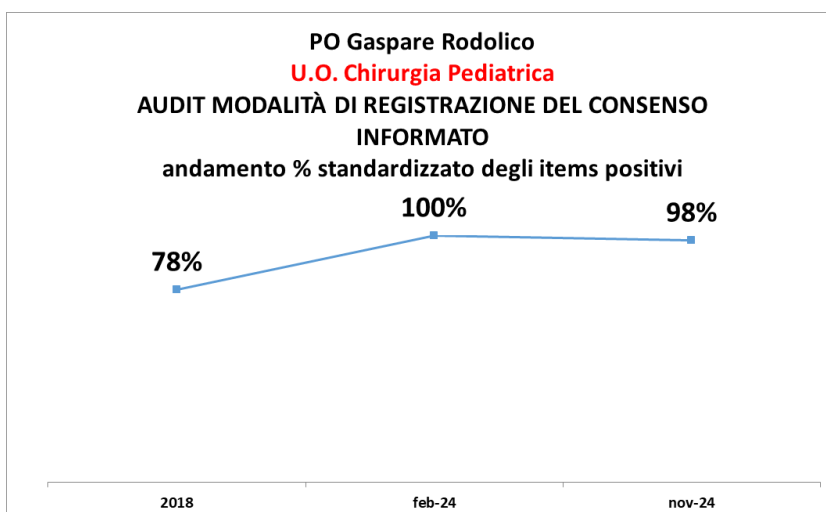 PO Gaspare Rodolico
U.O. Chirurgia Pediatrica
AUDIT MODALITÀ DI REGISTRAZIONE DEL CONSENSO
INFORMATO
andamento % standardizzato degli items positivi
78%
100%
98%
2018
feb-24
nov-24